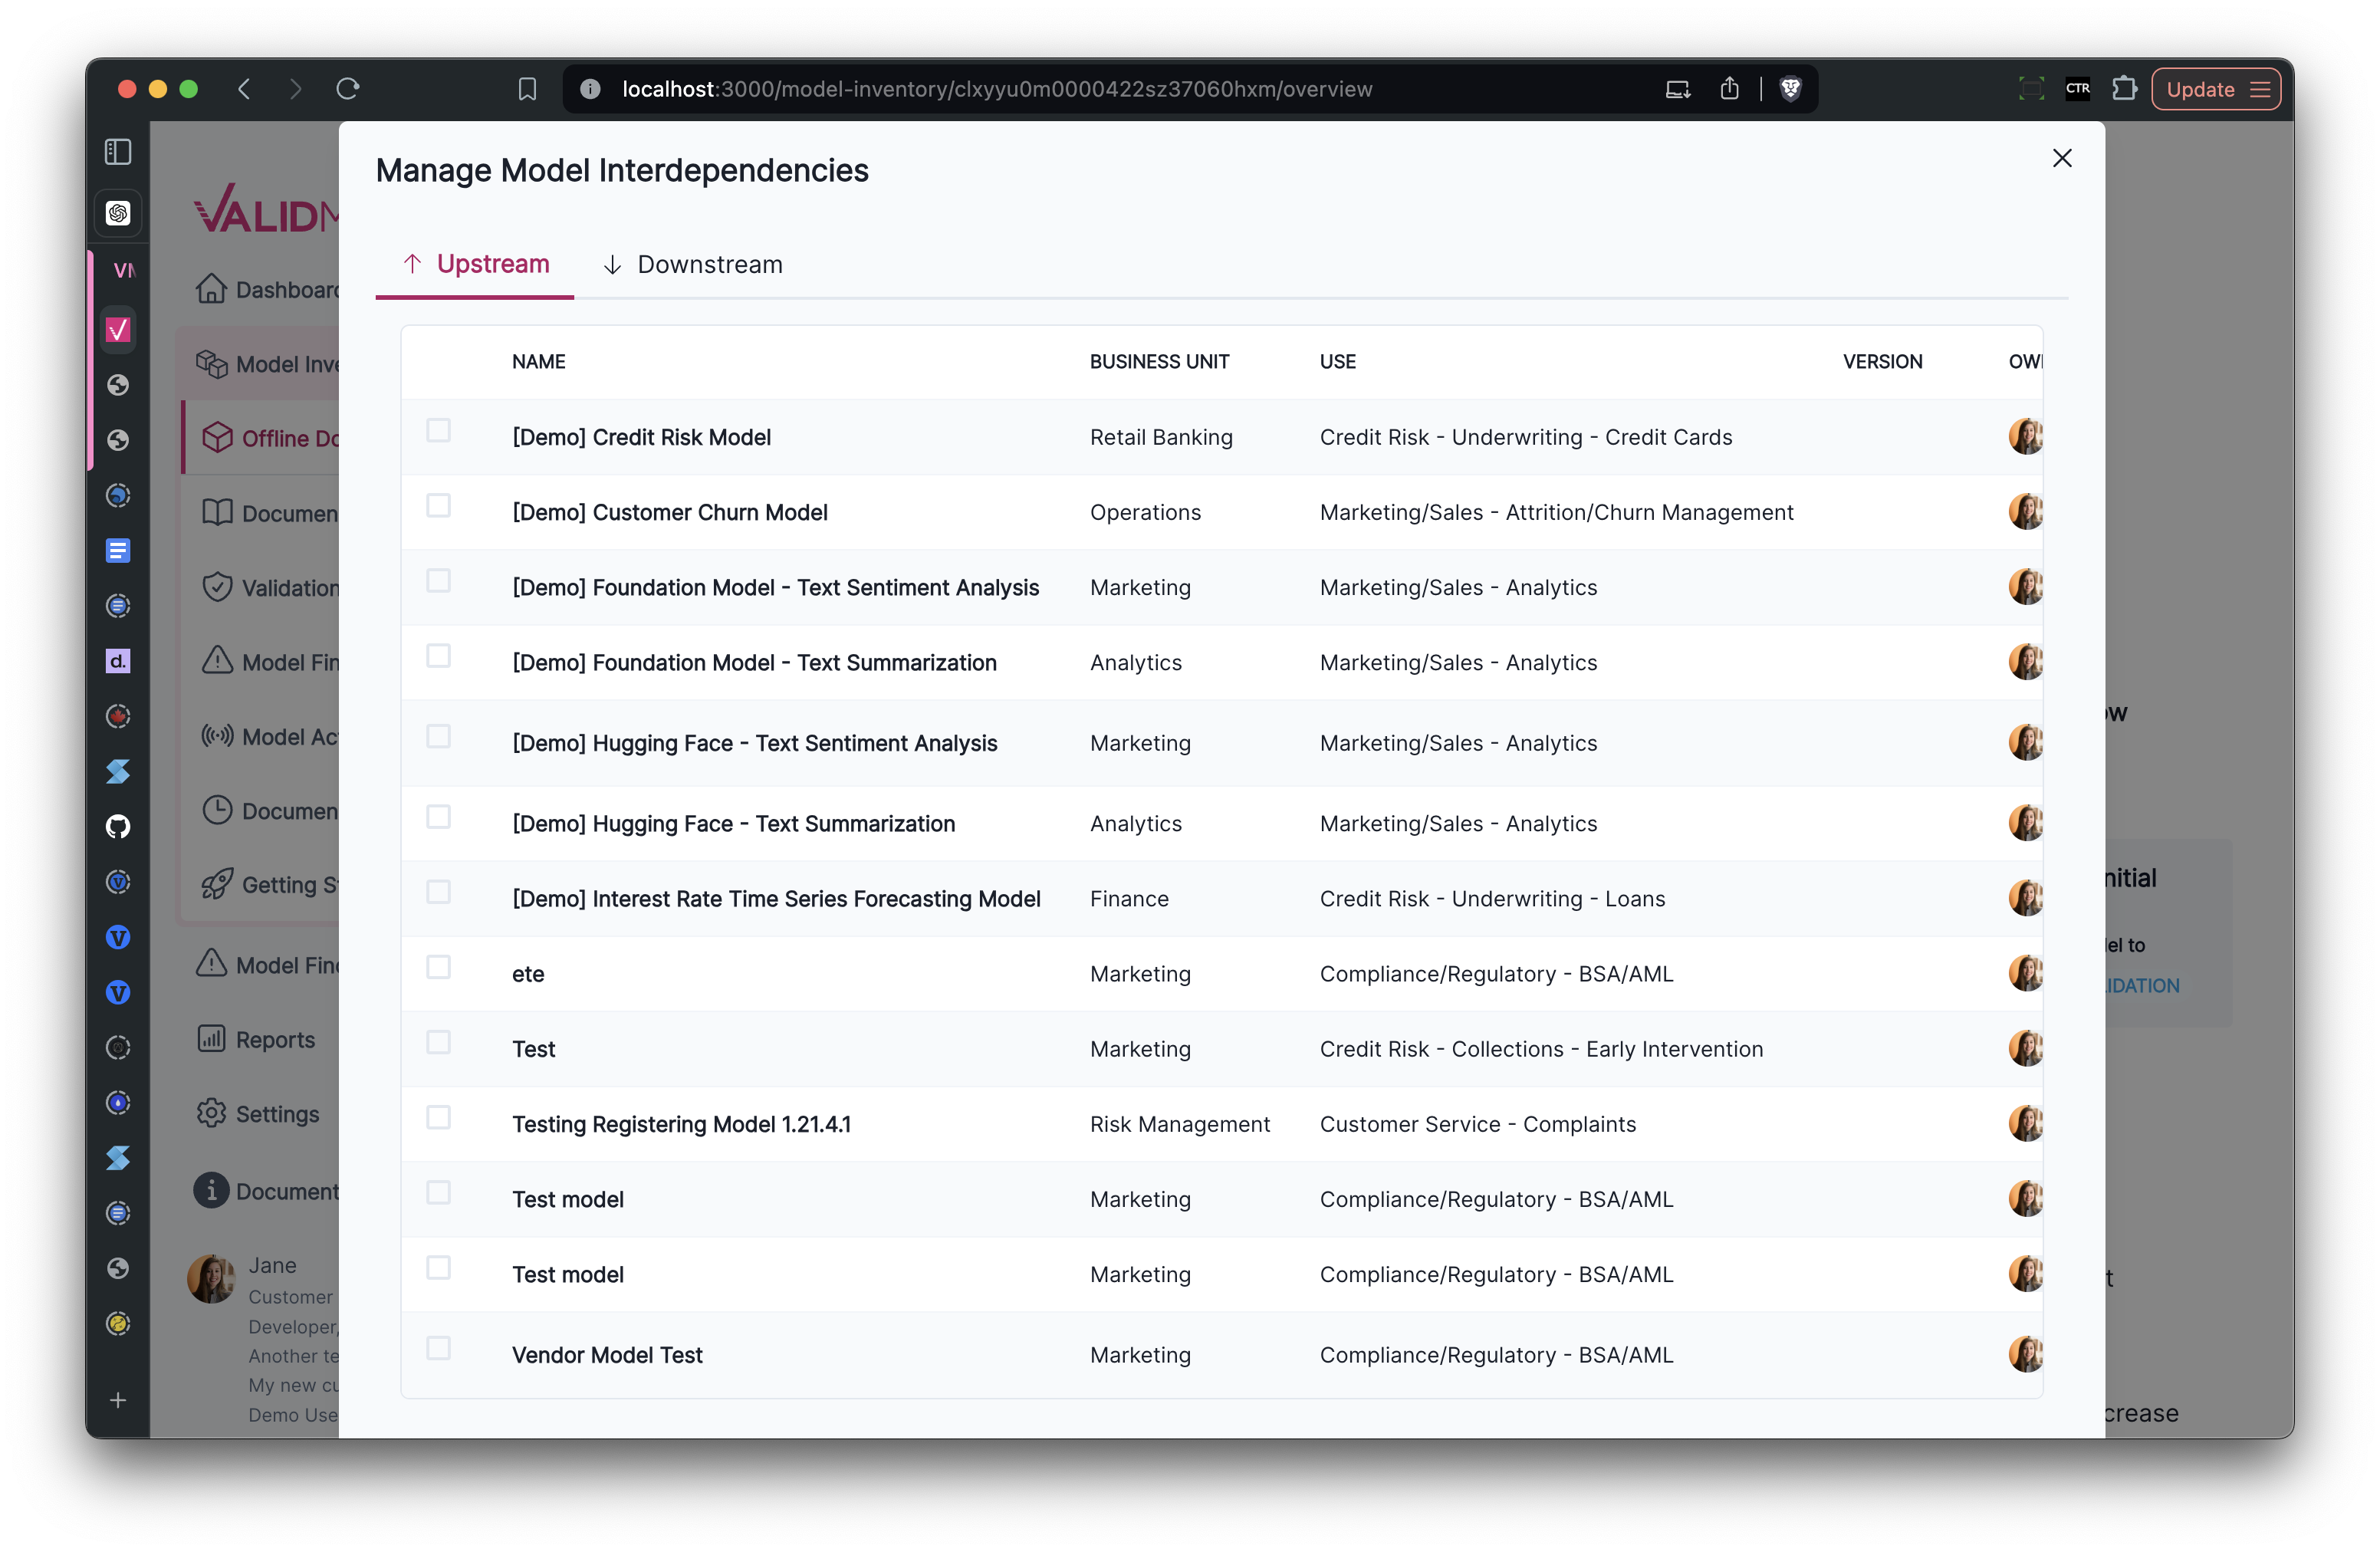 localhost:3000/model-inventory/clxyyu0m0000422sz37060hxm/overview
CTR
Update
Manage Model Interdependencies
Upstream
Downstream
NAME BUSINESS UNIT USE VERSION OW
[Demo] Credit Risk Model Retail Banking Credit Risk - Underwriting - Credit Cards
[Demo] Customer Churn Model Operations Marketing/Sales - Attrition/Churn Management
[Demo] Foundation Model - Text Sentiment Analysis Marketing Marketing/Sales - Analytics
[Demo] Foundation Model - Text Summarization Analytics Marketing/Sales - Analytics
[Demo] Hugging Face - Text Sentiment Analysis Marketing Marketing/Sales - Analytics
[Demo] Hugging Face - Text Summarization Analytics Marketing/Sales - Analytics
[Demo] Interest Rate Time Series Forecasting Model Finance Credit Risk - Underwriting - Loans
ete Marketing Compliance/Regulatory - BSA/AML
Test Marketing Credit Risk - Collections - Early Intervention
Testing Registering Model 1.21.4.1 Risk Management Customer Service - Complaints
Test model Marketing Compliance/Regulatory - BSA/AML
Test model Marketing Compliance/Regulatory - BSA/AML
Vendor Model Test Marketing Compliance/Regulatory - BSA/AML
VM
d.
VALIDM
Dashboard
Model Inve
Offline Do
Documen
Validation
Model Fin
Model Act
Documen
Getting St
Model Find
Reports
Settings
Document
Jane
Customer
Developer,
Another te
My new cu
Demo Use
ow
nitial
el to
LIDATION
t
crease